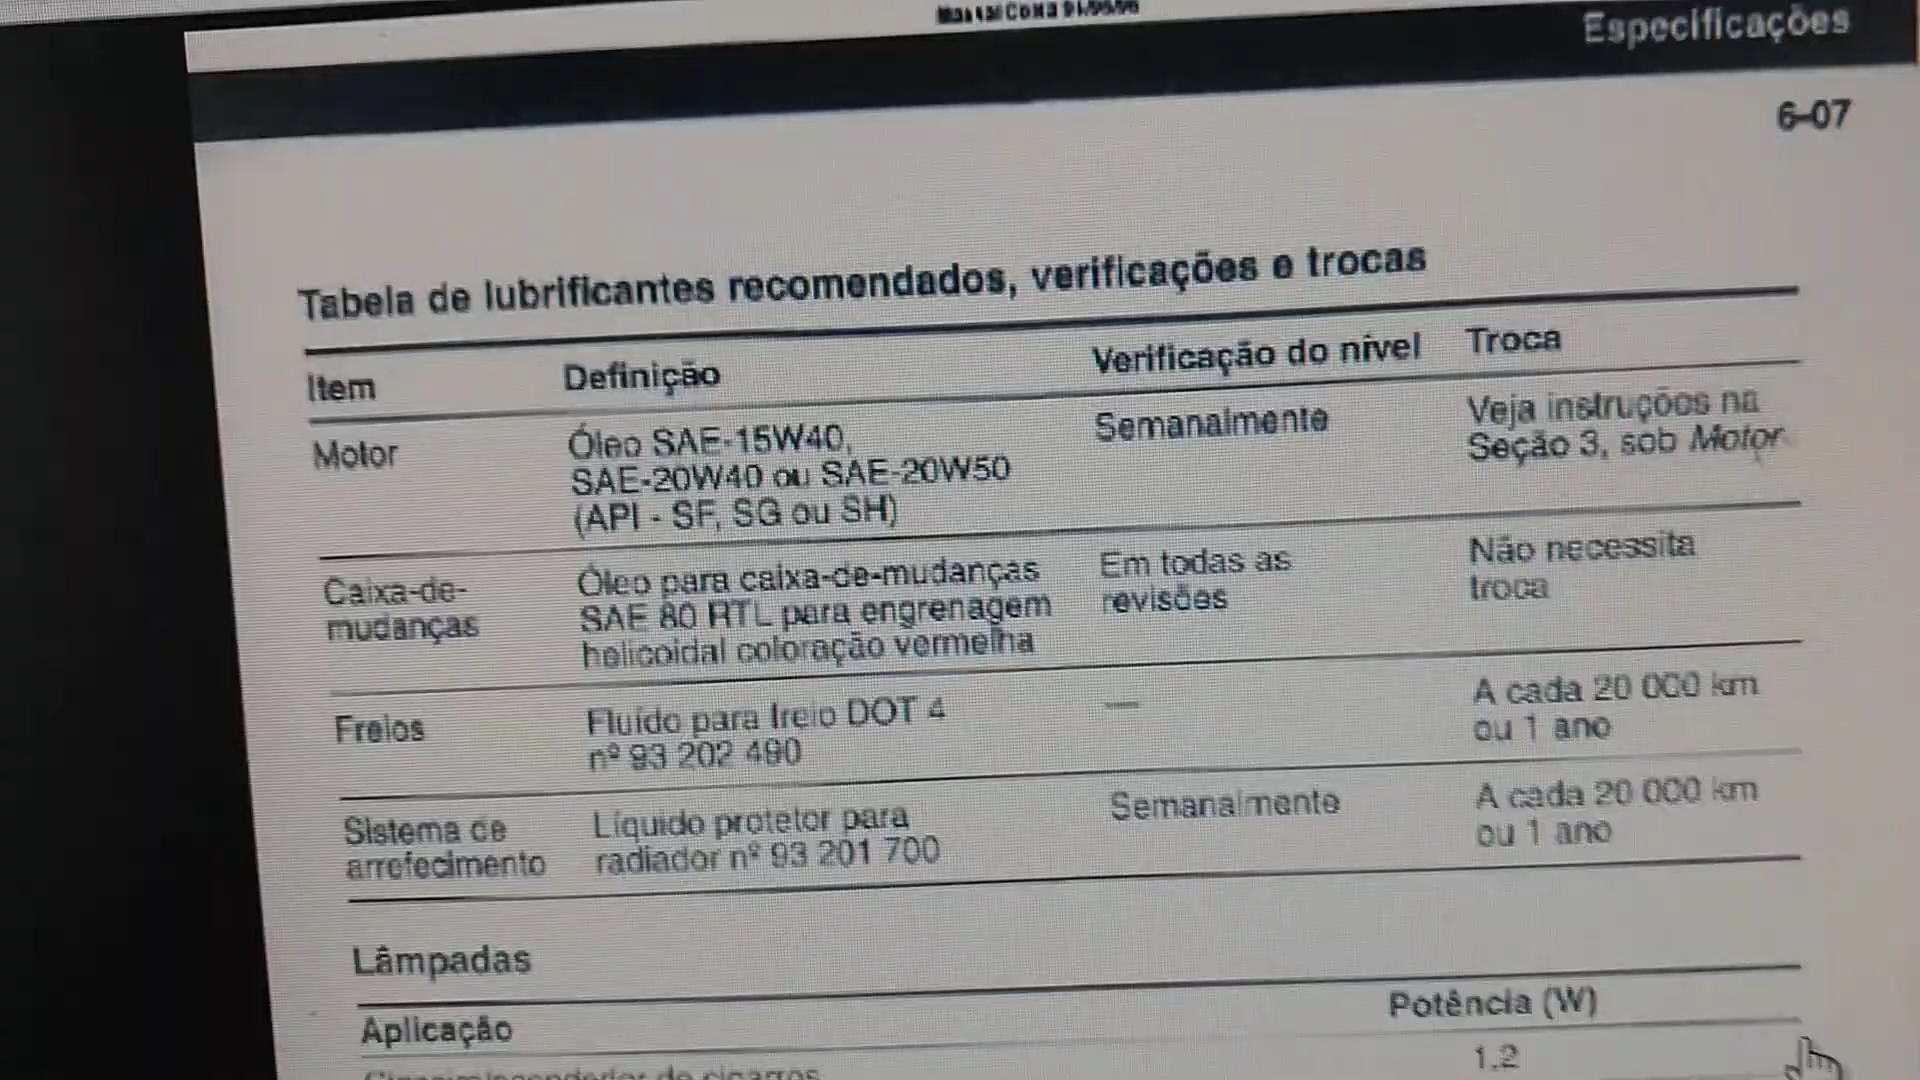 Manual Corsa
Especificações
6-07
Tabela de lubrificantes recomendados, verificações e trocas
Item Definição Verificação do nível Troca
Motor Óleo SAE-15W40, Semanalmente Veja instruções na
SAE-20W40 ou SAE-20W50 Seção 3, sob Motor.
(API - SF, SG ou SH)
Caixa-de- Óleo para caixa-de-mudanças Em todas as Não necessita
mudanças SAE 80 RTL para engrenagem revisões troca
helicoidal coloração vermelha
Freios Fluído para freio DOT 4 — A cada 20 000 km
nº 93 202 490 ou 1 ano
Sistema de Líquido protetor para Semanalmente A cada 20 000 km
arrefecimento radiador nº 93 201 700 ou 1 ano
Lâmpadas
Aplicação Potência (W)
de cigarros 1,2